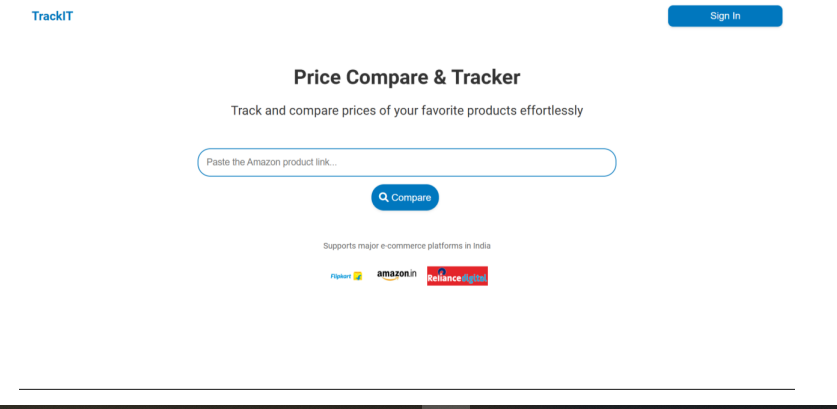 TrackIT
Sign In
Price Compare & Tracker
Track and compare prices of your favorite products effortlessly
Paste the Amazon product link...
Compare
Supports major e-commerce platforms in India
Flipkart
amazon.in
Reliance digital